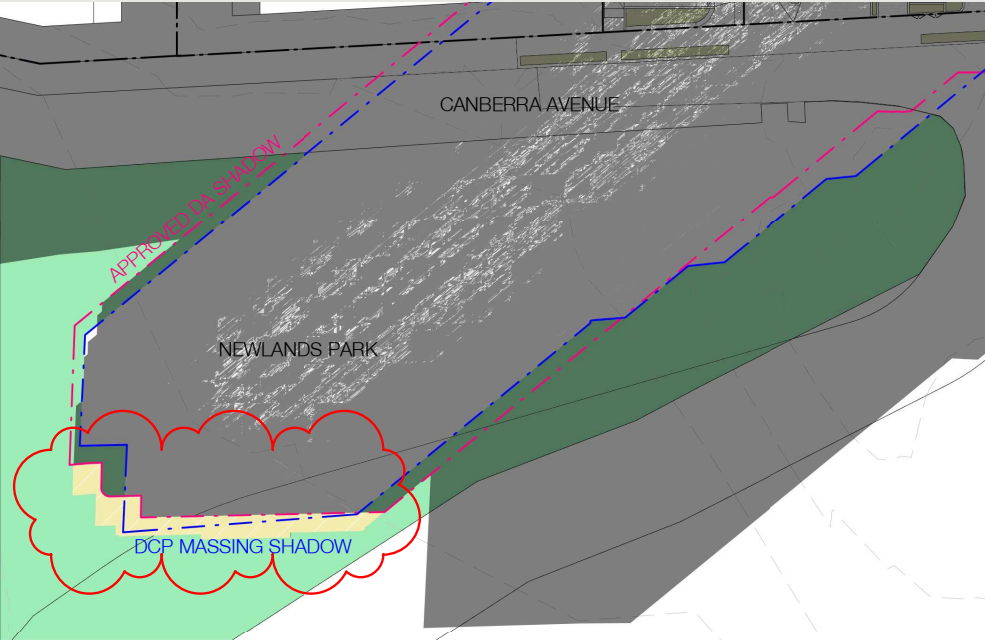 CANBERRA AVENUE
APPROVED DA SHADOW
NEWLANDS PARK
DCP MASSING SHADOW